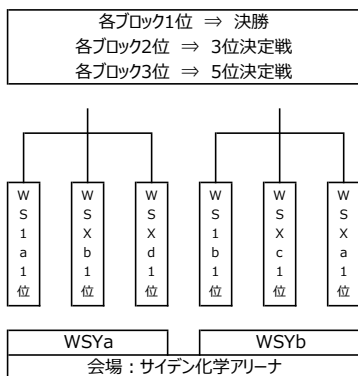 各ブロック1位 ⇒ 決勝
各ブロック2位 ⇒ 3位決定戦
各ブロック3位 ⇒ 5位決定戦
WS1a1位
WSXb1位
WSXd1位
WS1b1位
WSXc1位
WSXa1位
WSYa
WSYb
会場：サイデン化学アリーナ